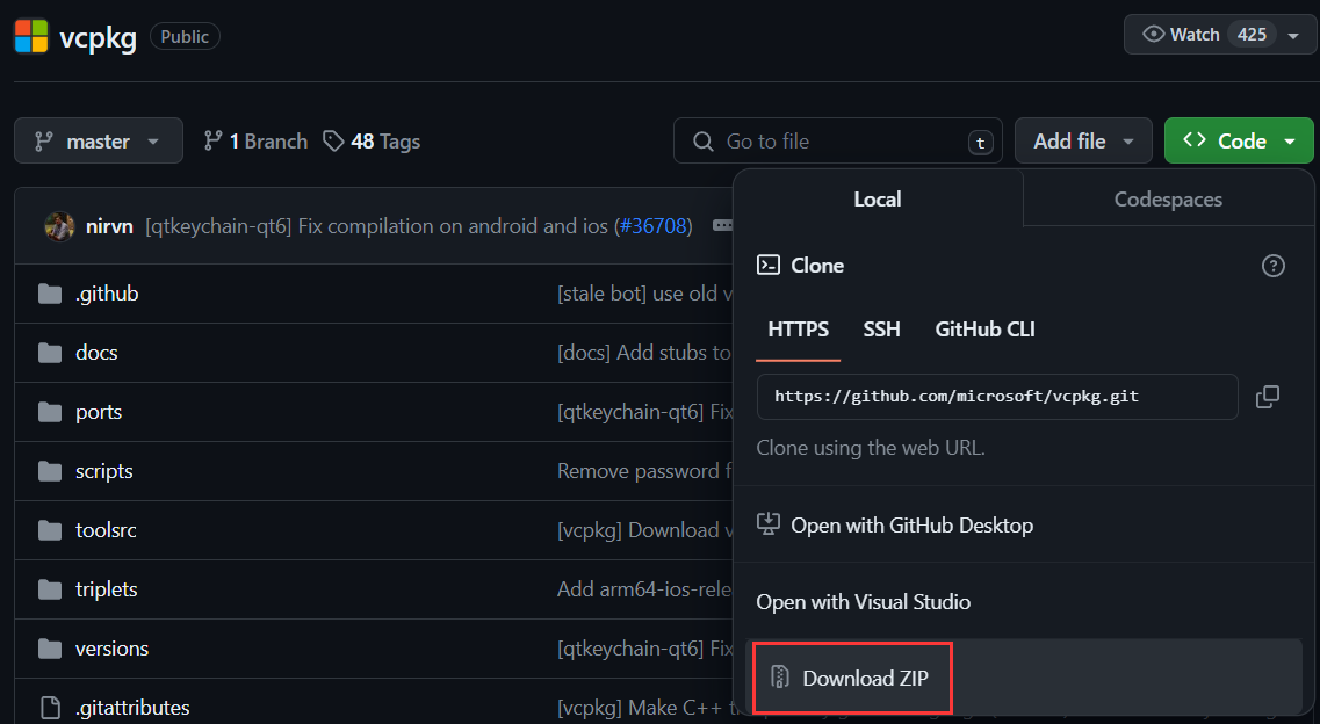 vcpkg Public Watch 425
master 1 Branch 48 Tags Go to file t Add file Code
nirvn [qtkeychain-qt6] Fix compilation on android and ios (#36708)
.github [stale bot] use old v
docs [docs] Add stubs to
ports [qtkeychain-qt6] Fix
scripts Remove password f
toolsrc [vcpkg] Download v
triplets Add arm64-ios-rele
versions [qtkeychain-qt6] Fix
.gitattributes [vcpkg] Make C++
Local Codespaces
Clone
HTTPS SSH GitHub CLI
https://github.com/microsoft/vcpkg.git
Clone using the web URL.
Open with GitHub Desktop
Open with Visual Studio
Download ZIP